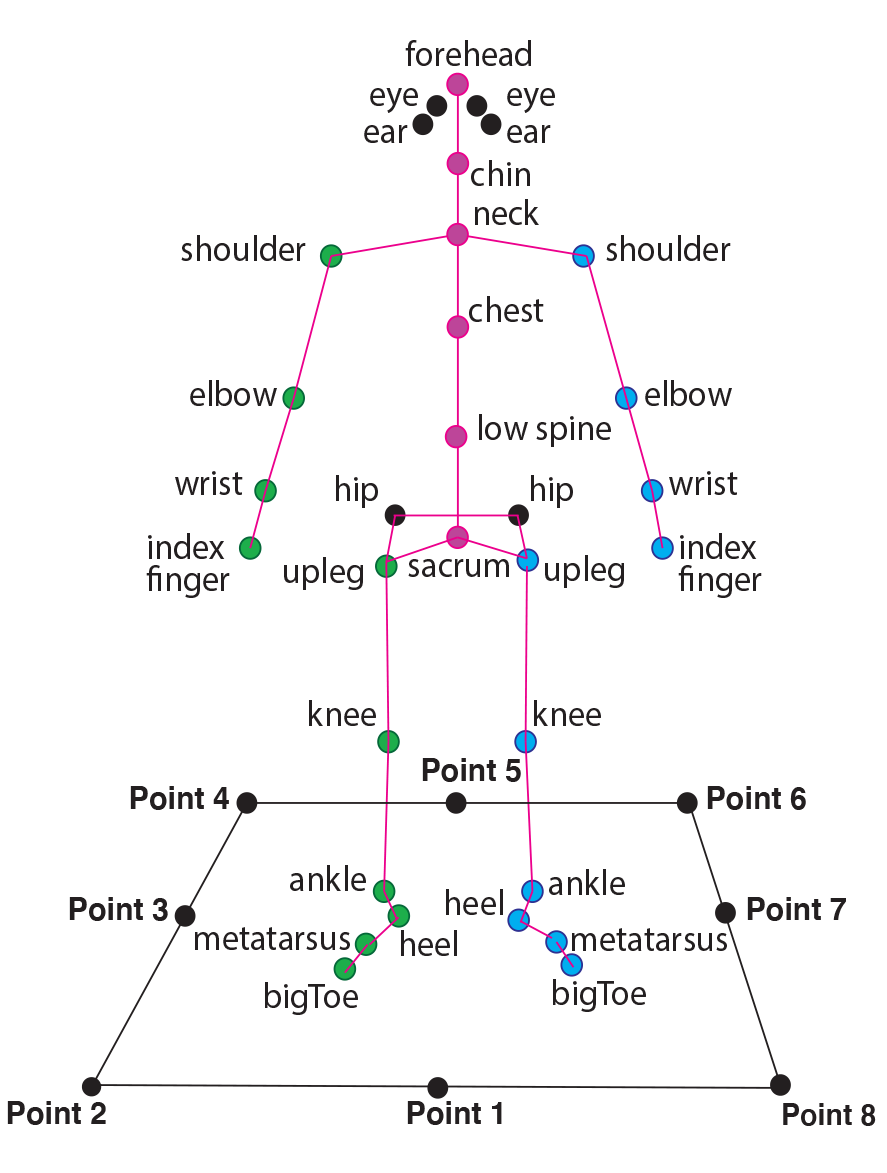 forehead
eye
eye
ear
ear
chin
neck
shoulder
shoulder
chest
elbow
elbow
low spine
wrist
hip
hip
wrist
index
finger
upleg
sacrum
upleg
index
finger
knee
knee
Point 5
Point 4
Point 6
ankle
ankle
Point 3
heel
Point 7
metatarsus
heel
metatarsus
bigToe
bigToe
Point 2
Point 1
Point 8